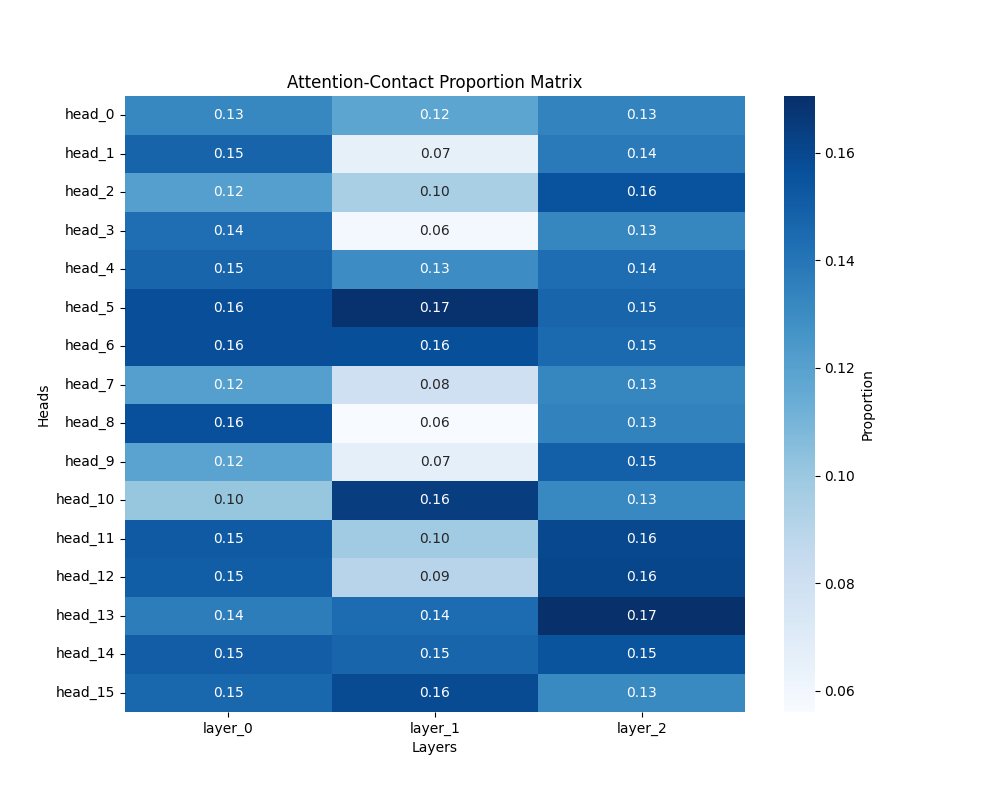 Attention-Contact Proportion Matrix
head_0 0.13 0.12 0.13
head_1 0.15 0.07 0.14
head_2 0.12 0.10 0.16
head_3 0.14 0.06 0.13
head_4 0.15 0.13 0.14
head_5 0.16 0.17 0.15
head_6 0.16 0.16 0.15
head_7 0.12 0.08 0.13
head_8 0.16 0.06 0.13
head_9 0.12 0.07 0.15
head_10 0.10 0.16 0.13
head_11 0.15 0.10 0.16
head_12 0.15 0.09 0.16
head_13 0.14 0.14 0.17
head_14 0.15 0.15 0.15
head_15 0.15 0.16 0.13
layer_0 layer_1 layer_2
Layers
Heads
0.16
0.14
0.12
0.10
0.08
0.06
Proportion